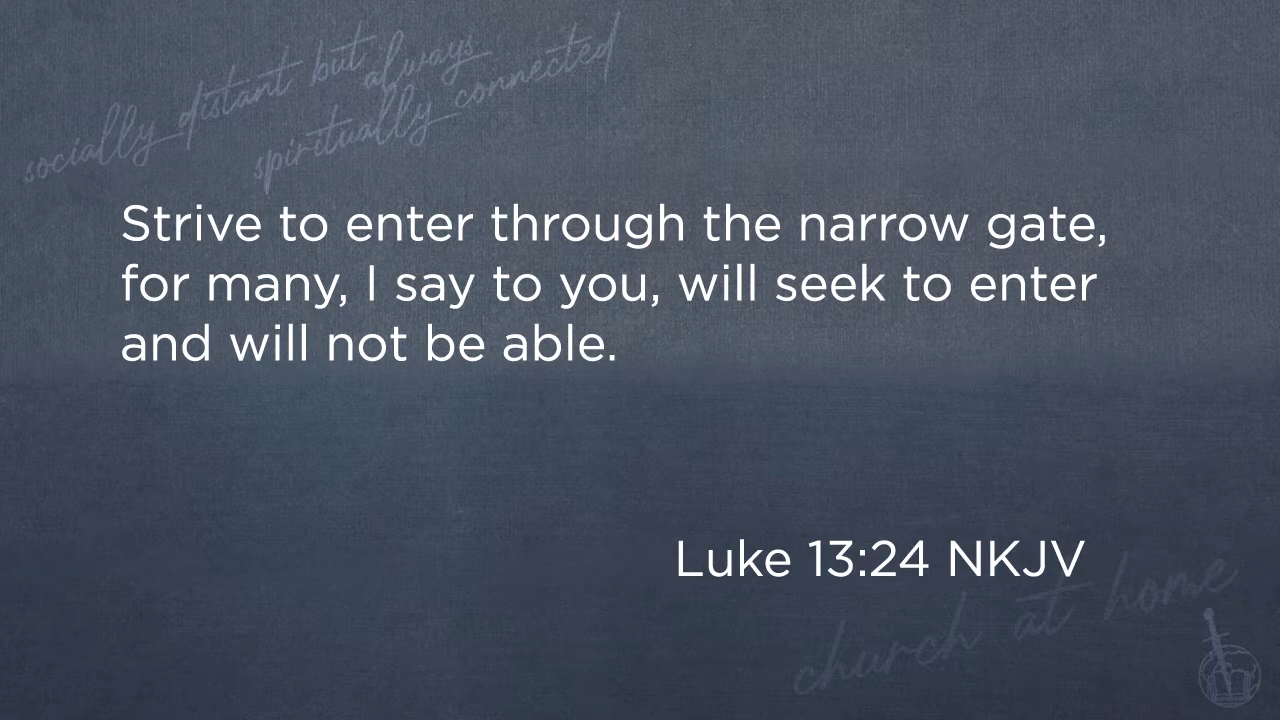 socially distant but always
spiritually connected
Strive to enter through the narrow gate,
for many, I say to you, will seek to enter
and will not be able.
Luke 13:24 NKJV
church at home